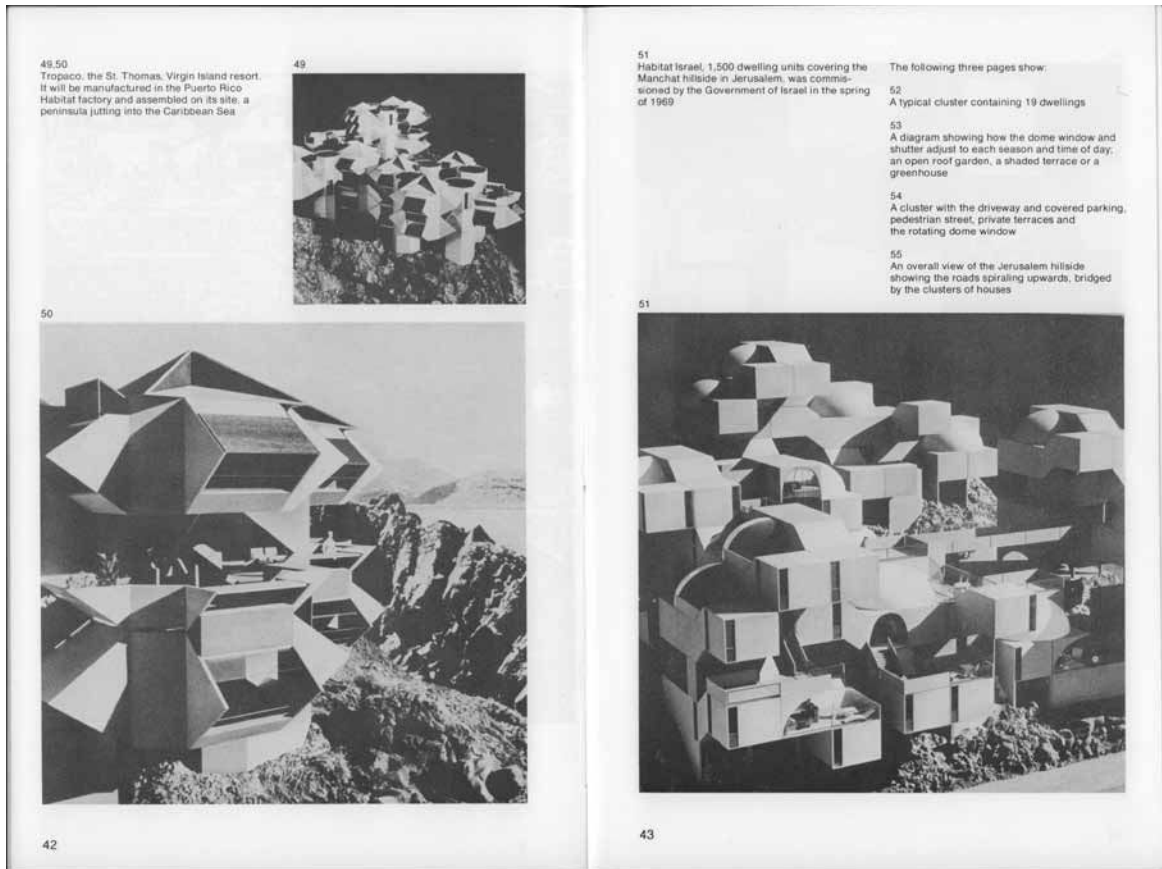 49,50
Tropaco, the St. Thomas, Virgin Island resort.
It will be manufactured in the Puerto Rico
Habitat factory and assembled on its site, a
peninsula jutting into the Caribbean Sea
49
50
42
51
Habitat Israel, 1,500 dwelling units covering the
Manchat hillside in Jerusalem, was commis-
sioned by the Government of Israel in the spring
of 1969
The following three pages show:
52
A typical cluster containing 19 dwellings
53
A diagram showing how the dome window and
shutter adjust to each season and time of day;
an open roof garden, a shaded terrace or a
greenhouse
54
A cluster with the driveway and covered parking,
pedestrian street, private terraces and
the rotating dome window
55
An overall view of the Jerusalem hillside
showing the roads spiraling upwards, bridged
by the clusters of houses
51
43